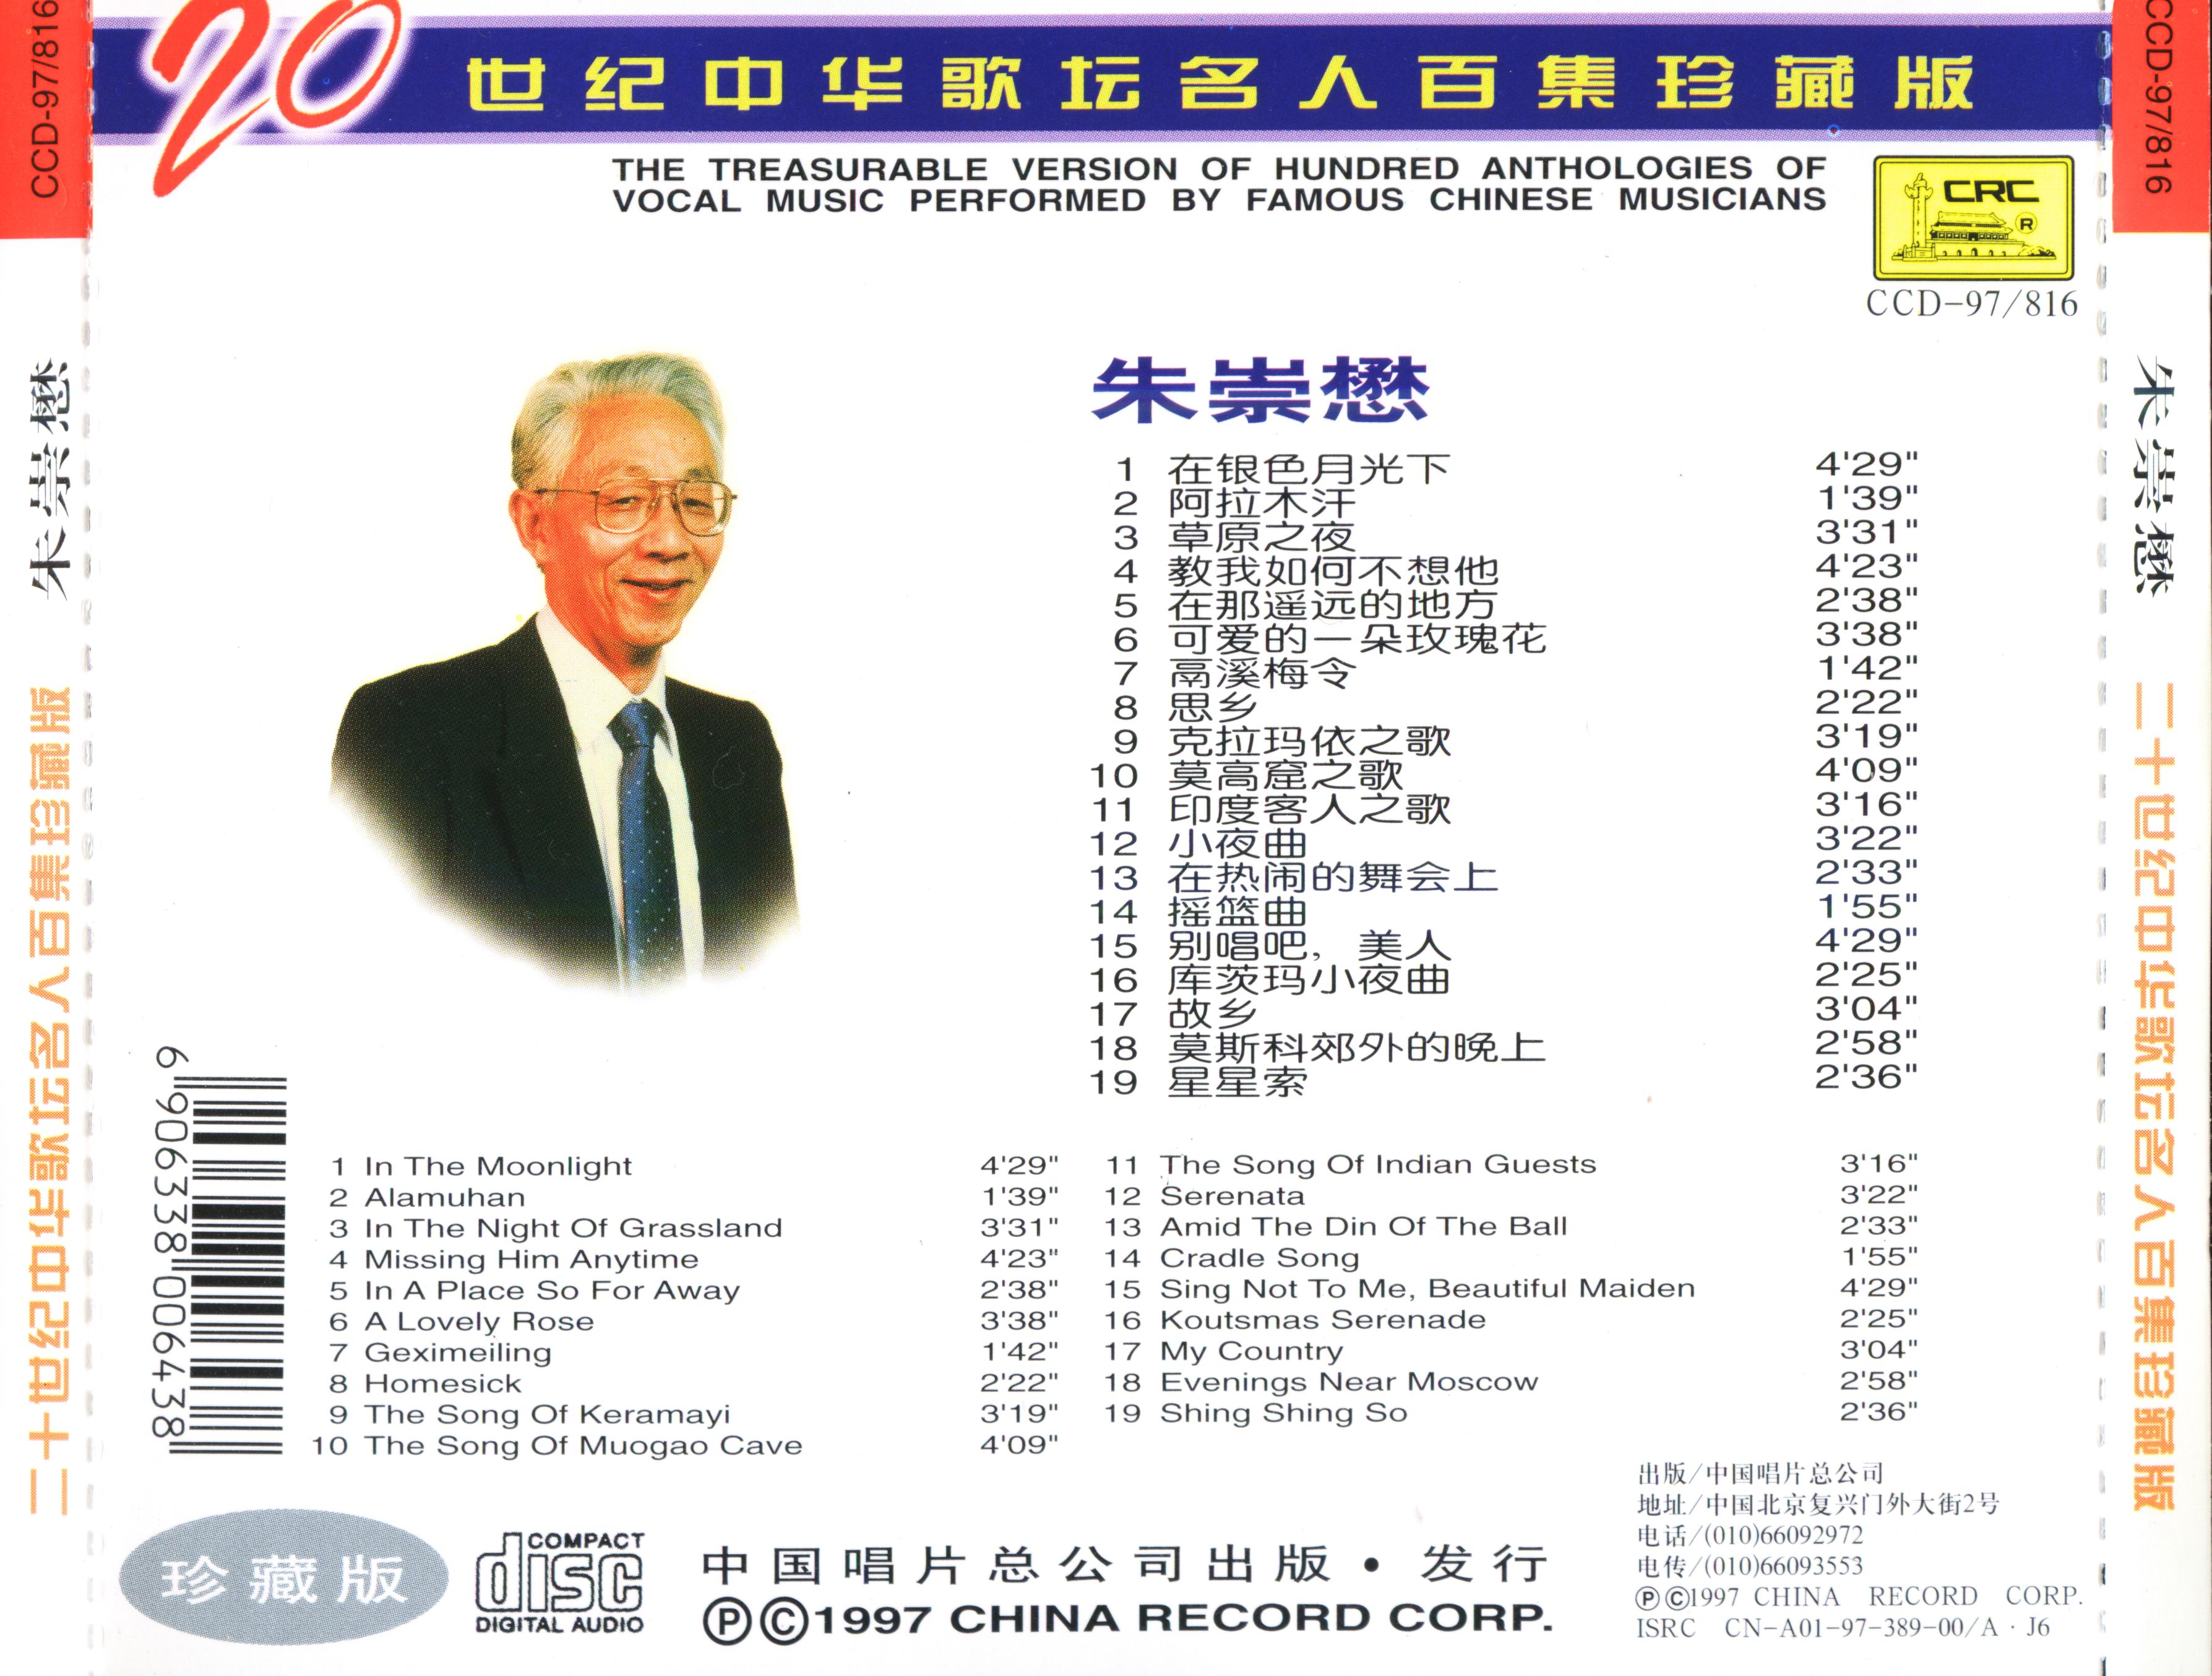 CCD-97/816
朱崇懋
二十世纪中华歌坛名人百集珍藏版
20世纪中华歌坛名人百集珍藏版
THE TREASURABLE VERSION OF HUNDRED ANTHOLOGIES OF
VOCAL MUSIC PERFORMED BY FAMOUS CHINESE MUSICIANS
CRC
®
CCD-97/816
朱崇懋
1 在银色月光下 4'29"
2 阿拉木汗 1'39"
3 草原之夜 3'31"
4 教我如何不想他 4'23"
5 在那遥远的地方 2'38"
6 可爱的一朵玫瑰花 3'38"
7 鬲溪梅令 1'42"
8 思乡 2'22"
9 克拉玛依之歌 3'19"
10 莫高窟之歌 4'09"
11 印度客人之歌 3'16"
12 小夜曲 3'22"
13 在热闹的舞会上 2'33"
14 摇篮曲 1'55"
15 别唱吧，美人 4'29"
16 库茨玛小夜曲 2'25"
17 故乡 3'04"
18 莫斯科郊外的晚上 2'58"
19 星星索 2'36"
1 In The Moonlight 4'29"
2 Alamuhan 1'39"
3 In The Night Of Grassland 3'31"
4 Missing Him Anytime 4'23"
5 In A Place So For Away 2'38"
6 A Lovely Rose 3'38"
7 Geximeiling 1'42"
8 Homesick 2'22"
9 The Song Of Keramayi 3'19"
10 The Song Of Muogao Cave 4'09"
11 The Song Of Indian Guests 3'16"
12 Serenata 3'22"
13 Amid The Din Of The Ball 2'33"
14 Cradle Song 1'55"
15 Sing Not To Me, Beautiful Maiden 4'29"
16 Koutsmas Serenade 2'25"
17 My Country 3'04"
18 Evenings Near Moscow 2'58"
19 Shing Shing So 2'36"
6 906338 006438
珍藏版
COMPACT
disc
DIGITAL AUDIO
中国唱片总公司出版·发行
ⓅⒸ1997 CHINA RECORD CORP.
出版/中国唱片总公司
地址/中国北京复兴门外大街2号
电话/(010)66092972
电传/(010)66093553
ⓅⒸ1997 CHINA RECORD CORP.
ISRC CN-A01-97-389-00/A·J6
CCD-97/816
朱崇懋
二十世纪中华歌坛名人百集珍藏版